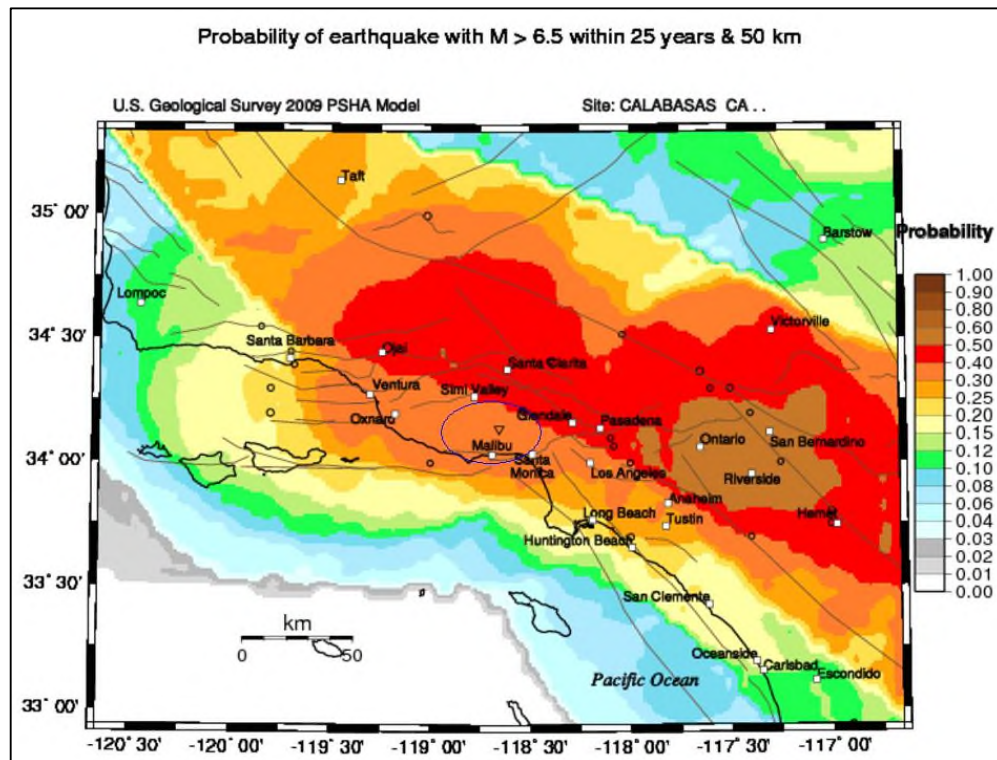 Probability of earthquake with M > 6.5 within 25 years & 50 km
U.S. Geological Survey 2009 PSHA Model Site: CALABASAS CA . .
35° 00'
34° 30'
34° 00'
33° 30'
33° 00'
Taft
Barstow
Lompoc
Victorville
Santa Barbara
Ojai
Santa Clarita
Ventura
Simi Valley
Oxnard
Glendale
Pasadena
Ontario
San Bernardino
Malibu
Santa
Monica
Los Angeles
Riverside
Anaheim
Hemet
Long Beach
Tustin
Huntington Beach
San Clemente
Oceanside
Carlsbad
Escondido
Pacific Ocean
km
0 50
Probability
1.00
0.90
0.80
0.60
0.50
0.40
0.30
0.25
0.20
0.15
0.12
0.10
0.08
0.06
0.04
0.03
0.02
0.01
0.00
-120° 30' -120° 00' -119° 30' -119° 00' -118° 30' -118° 00' -117° 30' -117° 00'